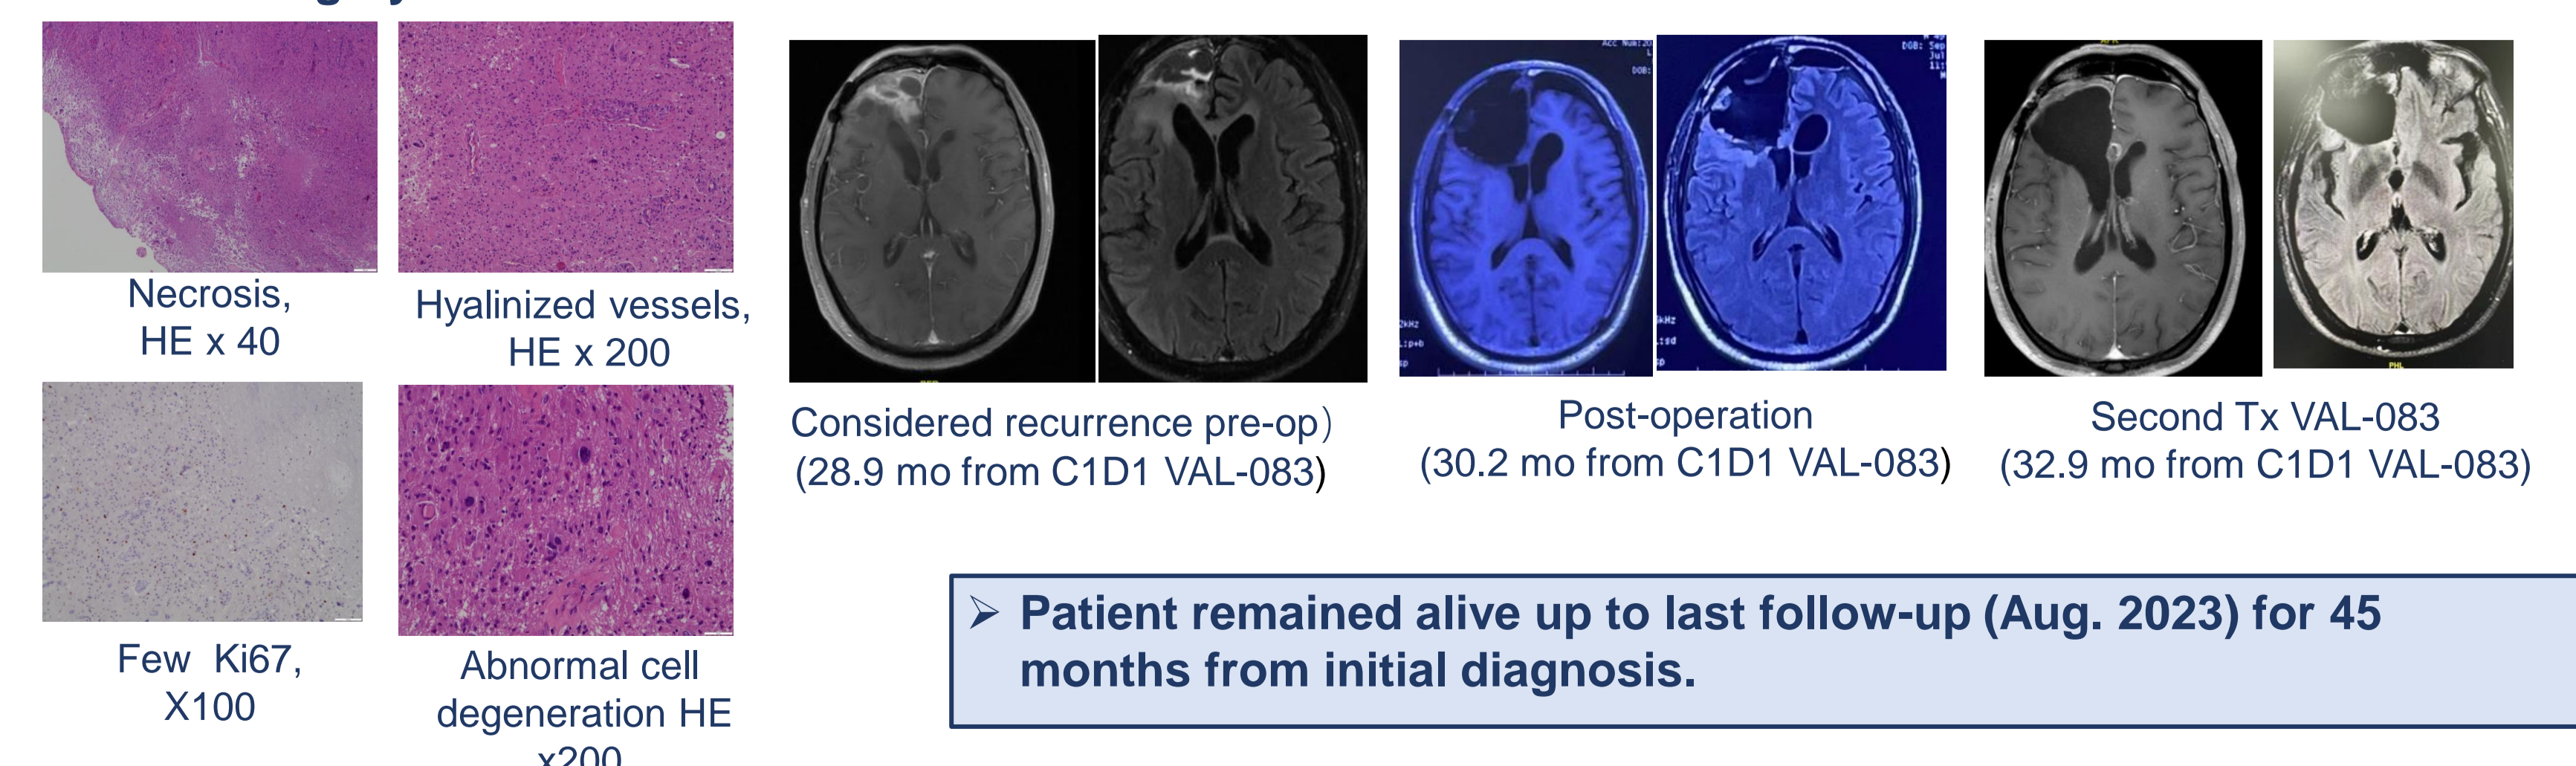 Necrosis,
HE x 40
Hyalinized vessels,
HE x 200
Few Ki67,
X100
Abnormal cell
degeneration HE
x200
Considered recurrence pre-op)
(28.9 mo from C1D1 VAL-083)
Post-operation
(30.2 mo from C1D1 VAL-083)
Second Tx VAL-083
(32.9 mo from C1D1 VAL-083)
➢ Patient remained alive up to last follow-up (Aug. 2023) for 45
months from initial diagnosis.